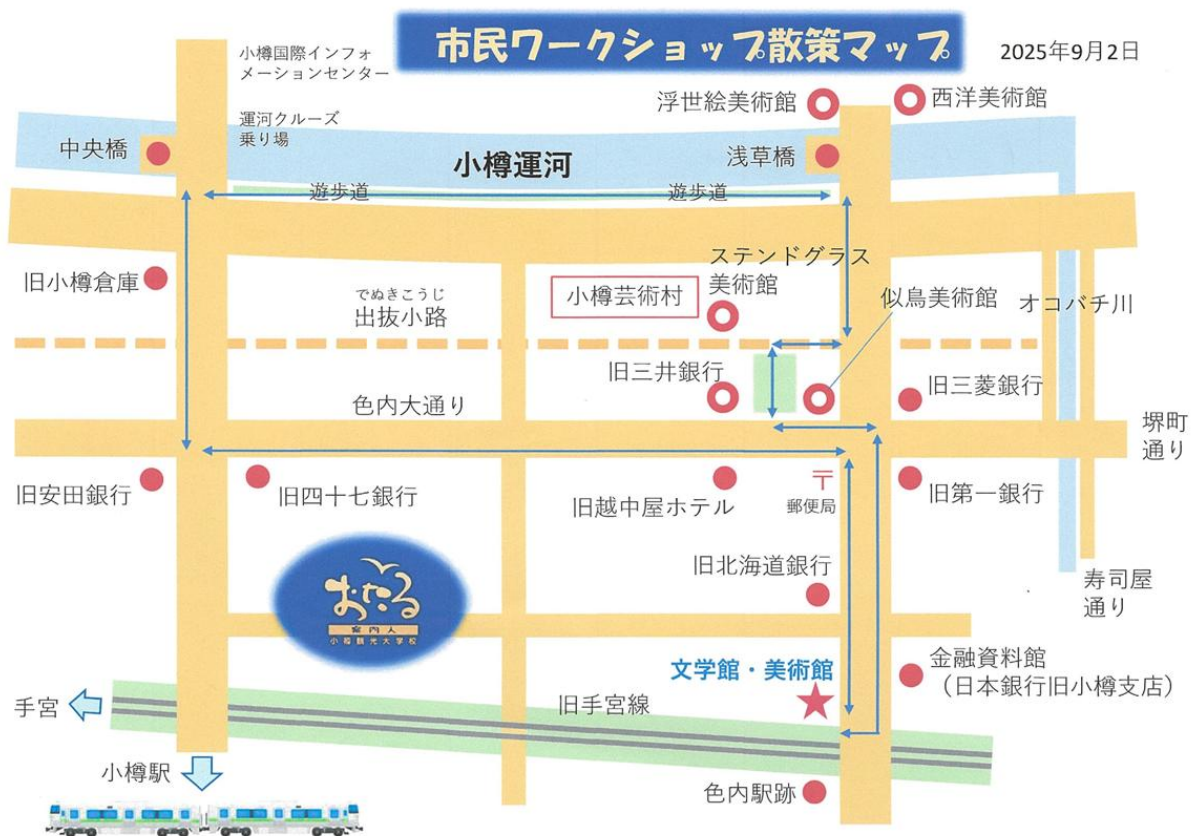 市民ワークショップ散策マップ
2025年9月2日
小樽国際インフォ
メーションセンター
浮世絵美術館
西洋美術館
運河クルーズ
乗り場
中央橋
小樽運河
浅草橋
遊歩道
遊歩道
ステンドグラス
美術館
旧小樽倉庫
小樽芸術村
似鳥美術館
オコバチ川
でぬきこうじ
出抜小路
旧三井銀行
旧三菱銀行
色内大通り
堺町
通り
旧安田銀行
旧四十七銀行
旧越中屋ホテル
〒
郵便局
旧第一銀行
旧北海道銀行
寿司屋
通り
おたる
案内人
小樽観光大学校
文学館・美術館
金融資料館
（日本銀行旧小樽支店）
手宮
旧手宮線
小樽駅
色内駅跡